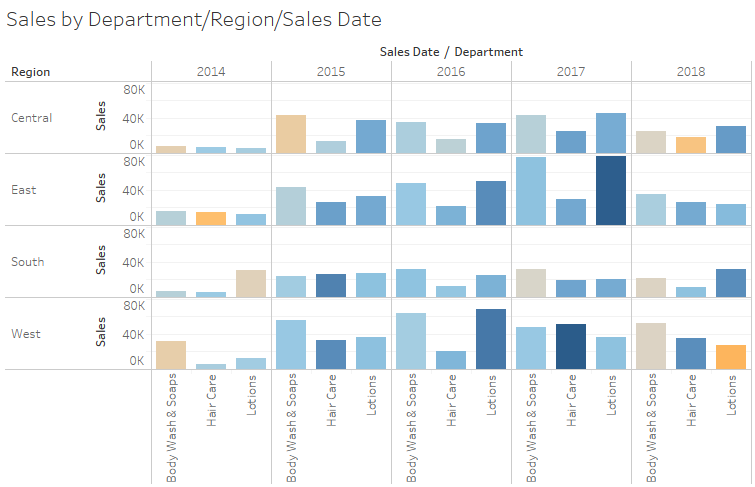 Sales by Department/Region/Sales Date
Sales Date / Department
Region 2014 2015 2016 2017 2018
Central Sales 80K 40K 0K
East Sales 80K 40K 0K
South Sales 80K 40K 0K
West Sales 80K 40K 0K
Body Wash & Soaps Hair Care Lotions Body Wash & Soaps Hair Care Lotions Body Wash & Soaps Hair Care Lotions Body Wash & Soaps Hair Care Lotions Body Wash & Soaps Hair Care Lotions